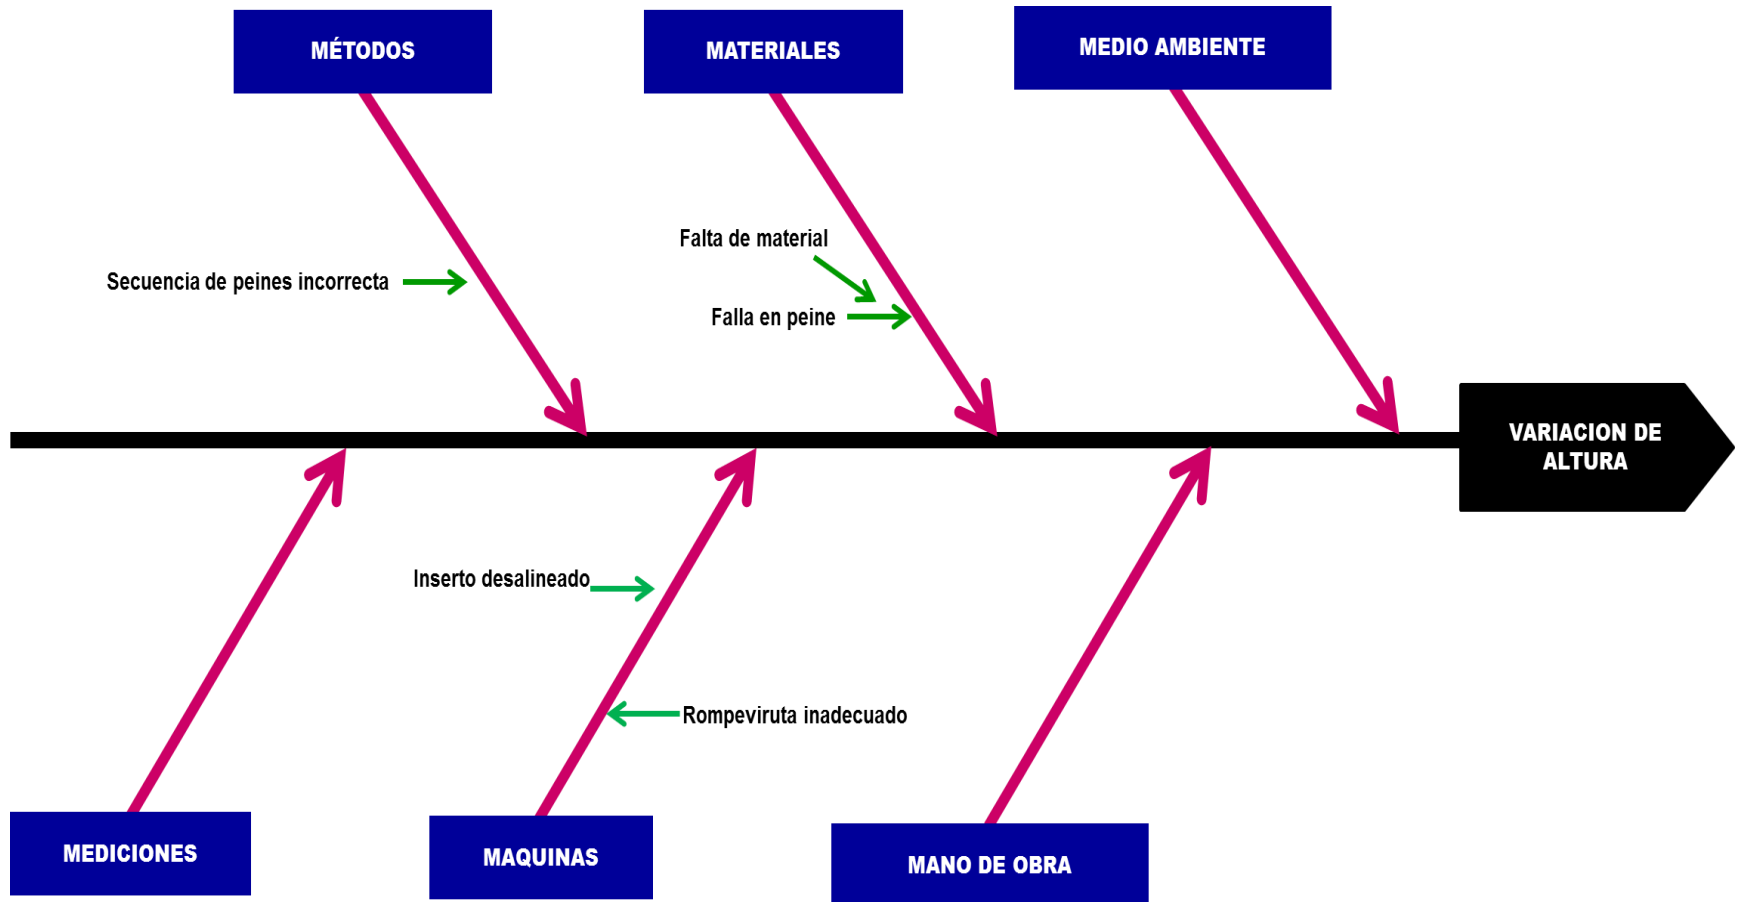 MÉTODOS
MATERIALES
MEDIO AMBIENTE
Falta de material
Secuencia de peines incorrecta
Falla en peine
VARIACION DE
ALTURA
Inserto desalineado
Rompeviruta inadecuado
MEDICIONES
MAQUINAS
MANO DE OBRA